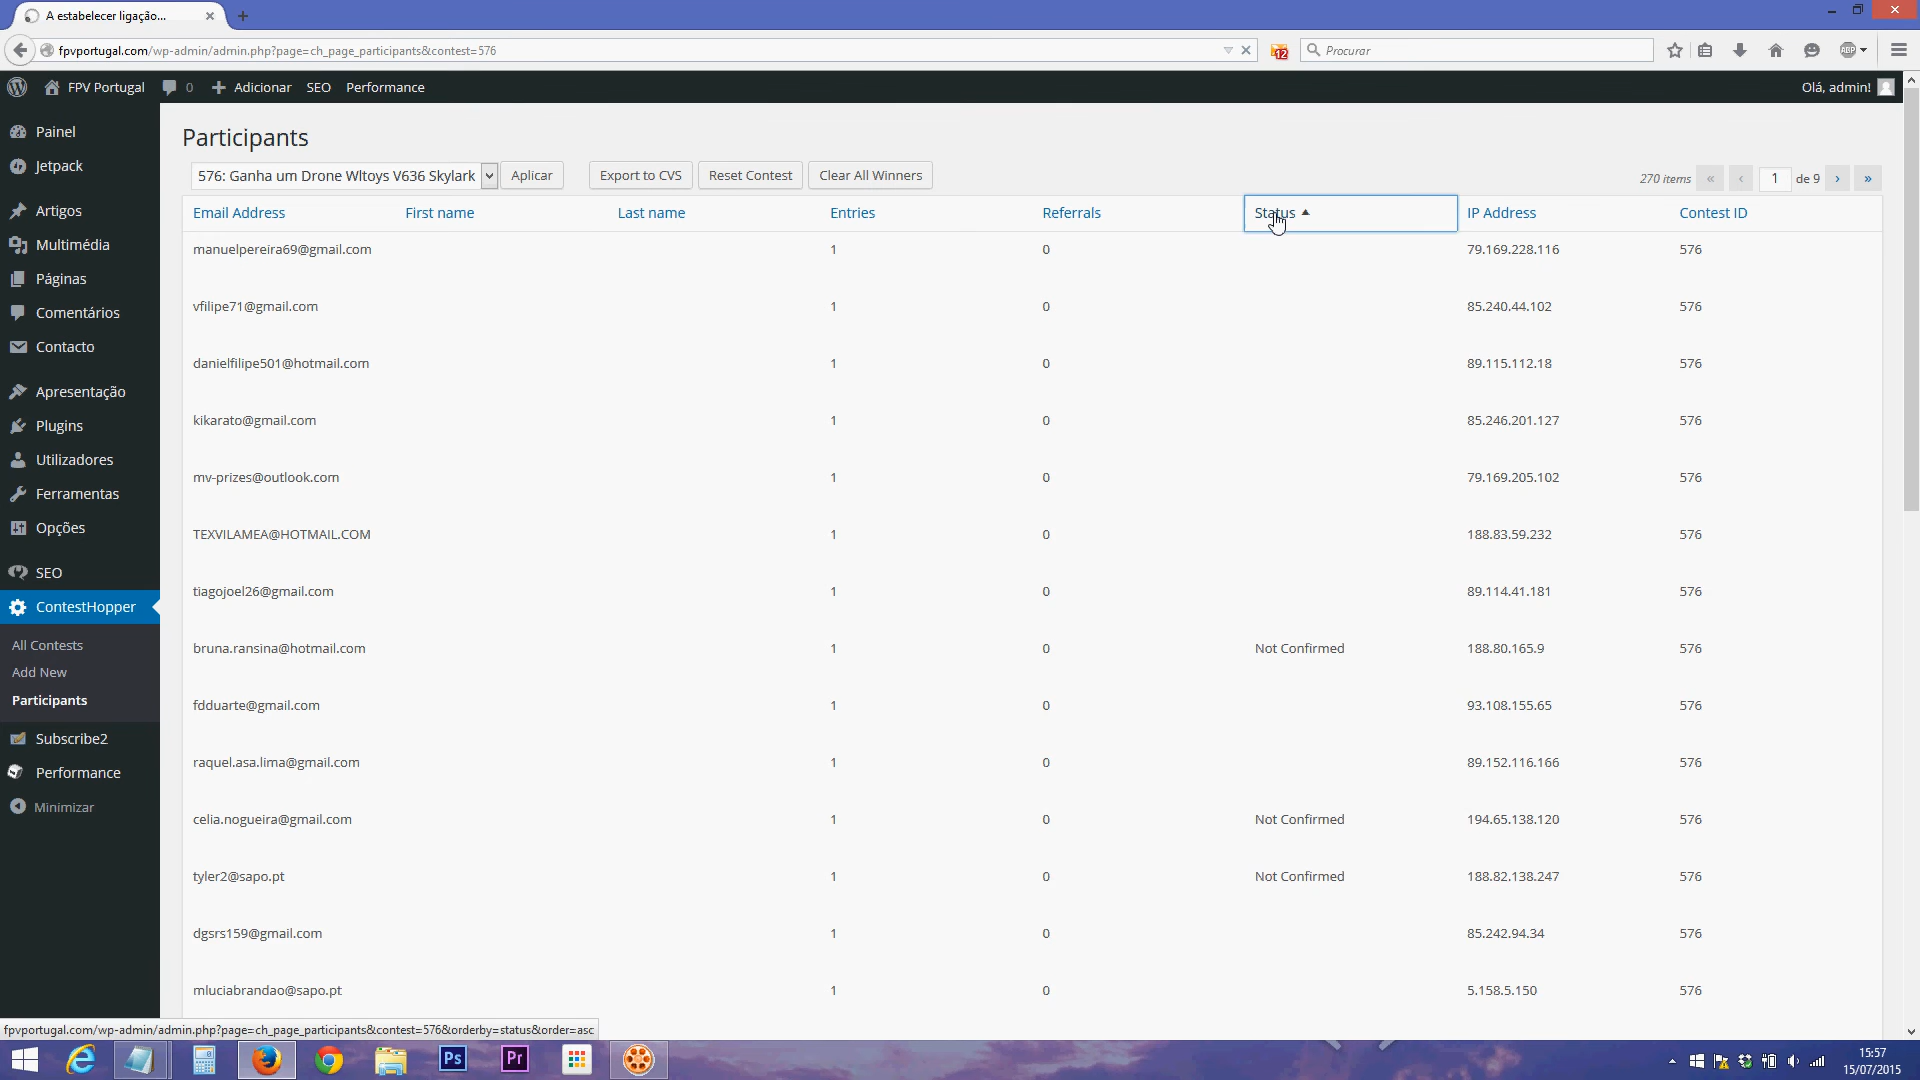 A estabelecer ligação...
fpvportugal.com/wp-admin/admin.php?page=ch_page_participants&contest=576
12
Procurar
ABP
FPV Portugal 0 Adicionar SEO Performance Olá, admin!
Painel
Jetpack
Artigos
Multimédia
Páginas
Comentários
Contacto
Apresentação
Plugins
Utilizadores
Ferramentas
Opções
SEO
ContestHopper
All Contests
Add New
Participants
Subscribe2
Performance
Minimizar
Participants
576: Ganha um Drone Wltoys V636 Skylark Aplicar Export to CVS Reset Contest Clear All Winners 270 items « ‹ 1 de 9 › »
Email Address First name Last name Entries Referrals Status IP Address Contest ID
manuelpereira69@gmail.com 1 0 79.169.228.116 576
vfilipe71@gmail.com 1 0 85.240.44.102 576
danielfilipe501@hotmail.com 1 0 89.115.112.18 576
kikarato@gmail.com 1 0 85.246.201.127 576
mv-prizes@outlook.com 1 0 79.169.205.102 576
TEXVILAMEA@HOTMAIL.COM 1 0 188.83.59.232 576
tiagojoel26@gmail.com 1 0 89.114.41.181 576
bruna.ransina@hotmail.com 1 0 Not Confirmed 188.80.165.9 576
fdduarte@gmail.com 1 0 93.108.155.65 576
raquel.asa.lima@gmail.com 1 0 89.152.116.166 576
celia.nogueira@gmail.com 1 0 Not Confirmed 194.65.138.120 576
tyler2@sapo.pt 1 0 Not Confirmed 188.82.138.247 576
dgsrs159@gmail.com 1 0 85.242.94.34 576
mluciabrandao@sapo.pt 1 0 5.158.5.150 576
fpvportugal.com/wp-admin/admin.php?page=ch_page_participants&contest=576&orderby=status&order=asc
Ps Pr
15:57
15/07/2015